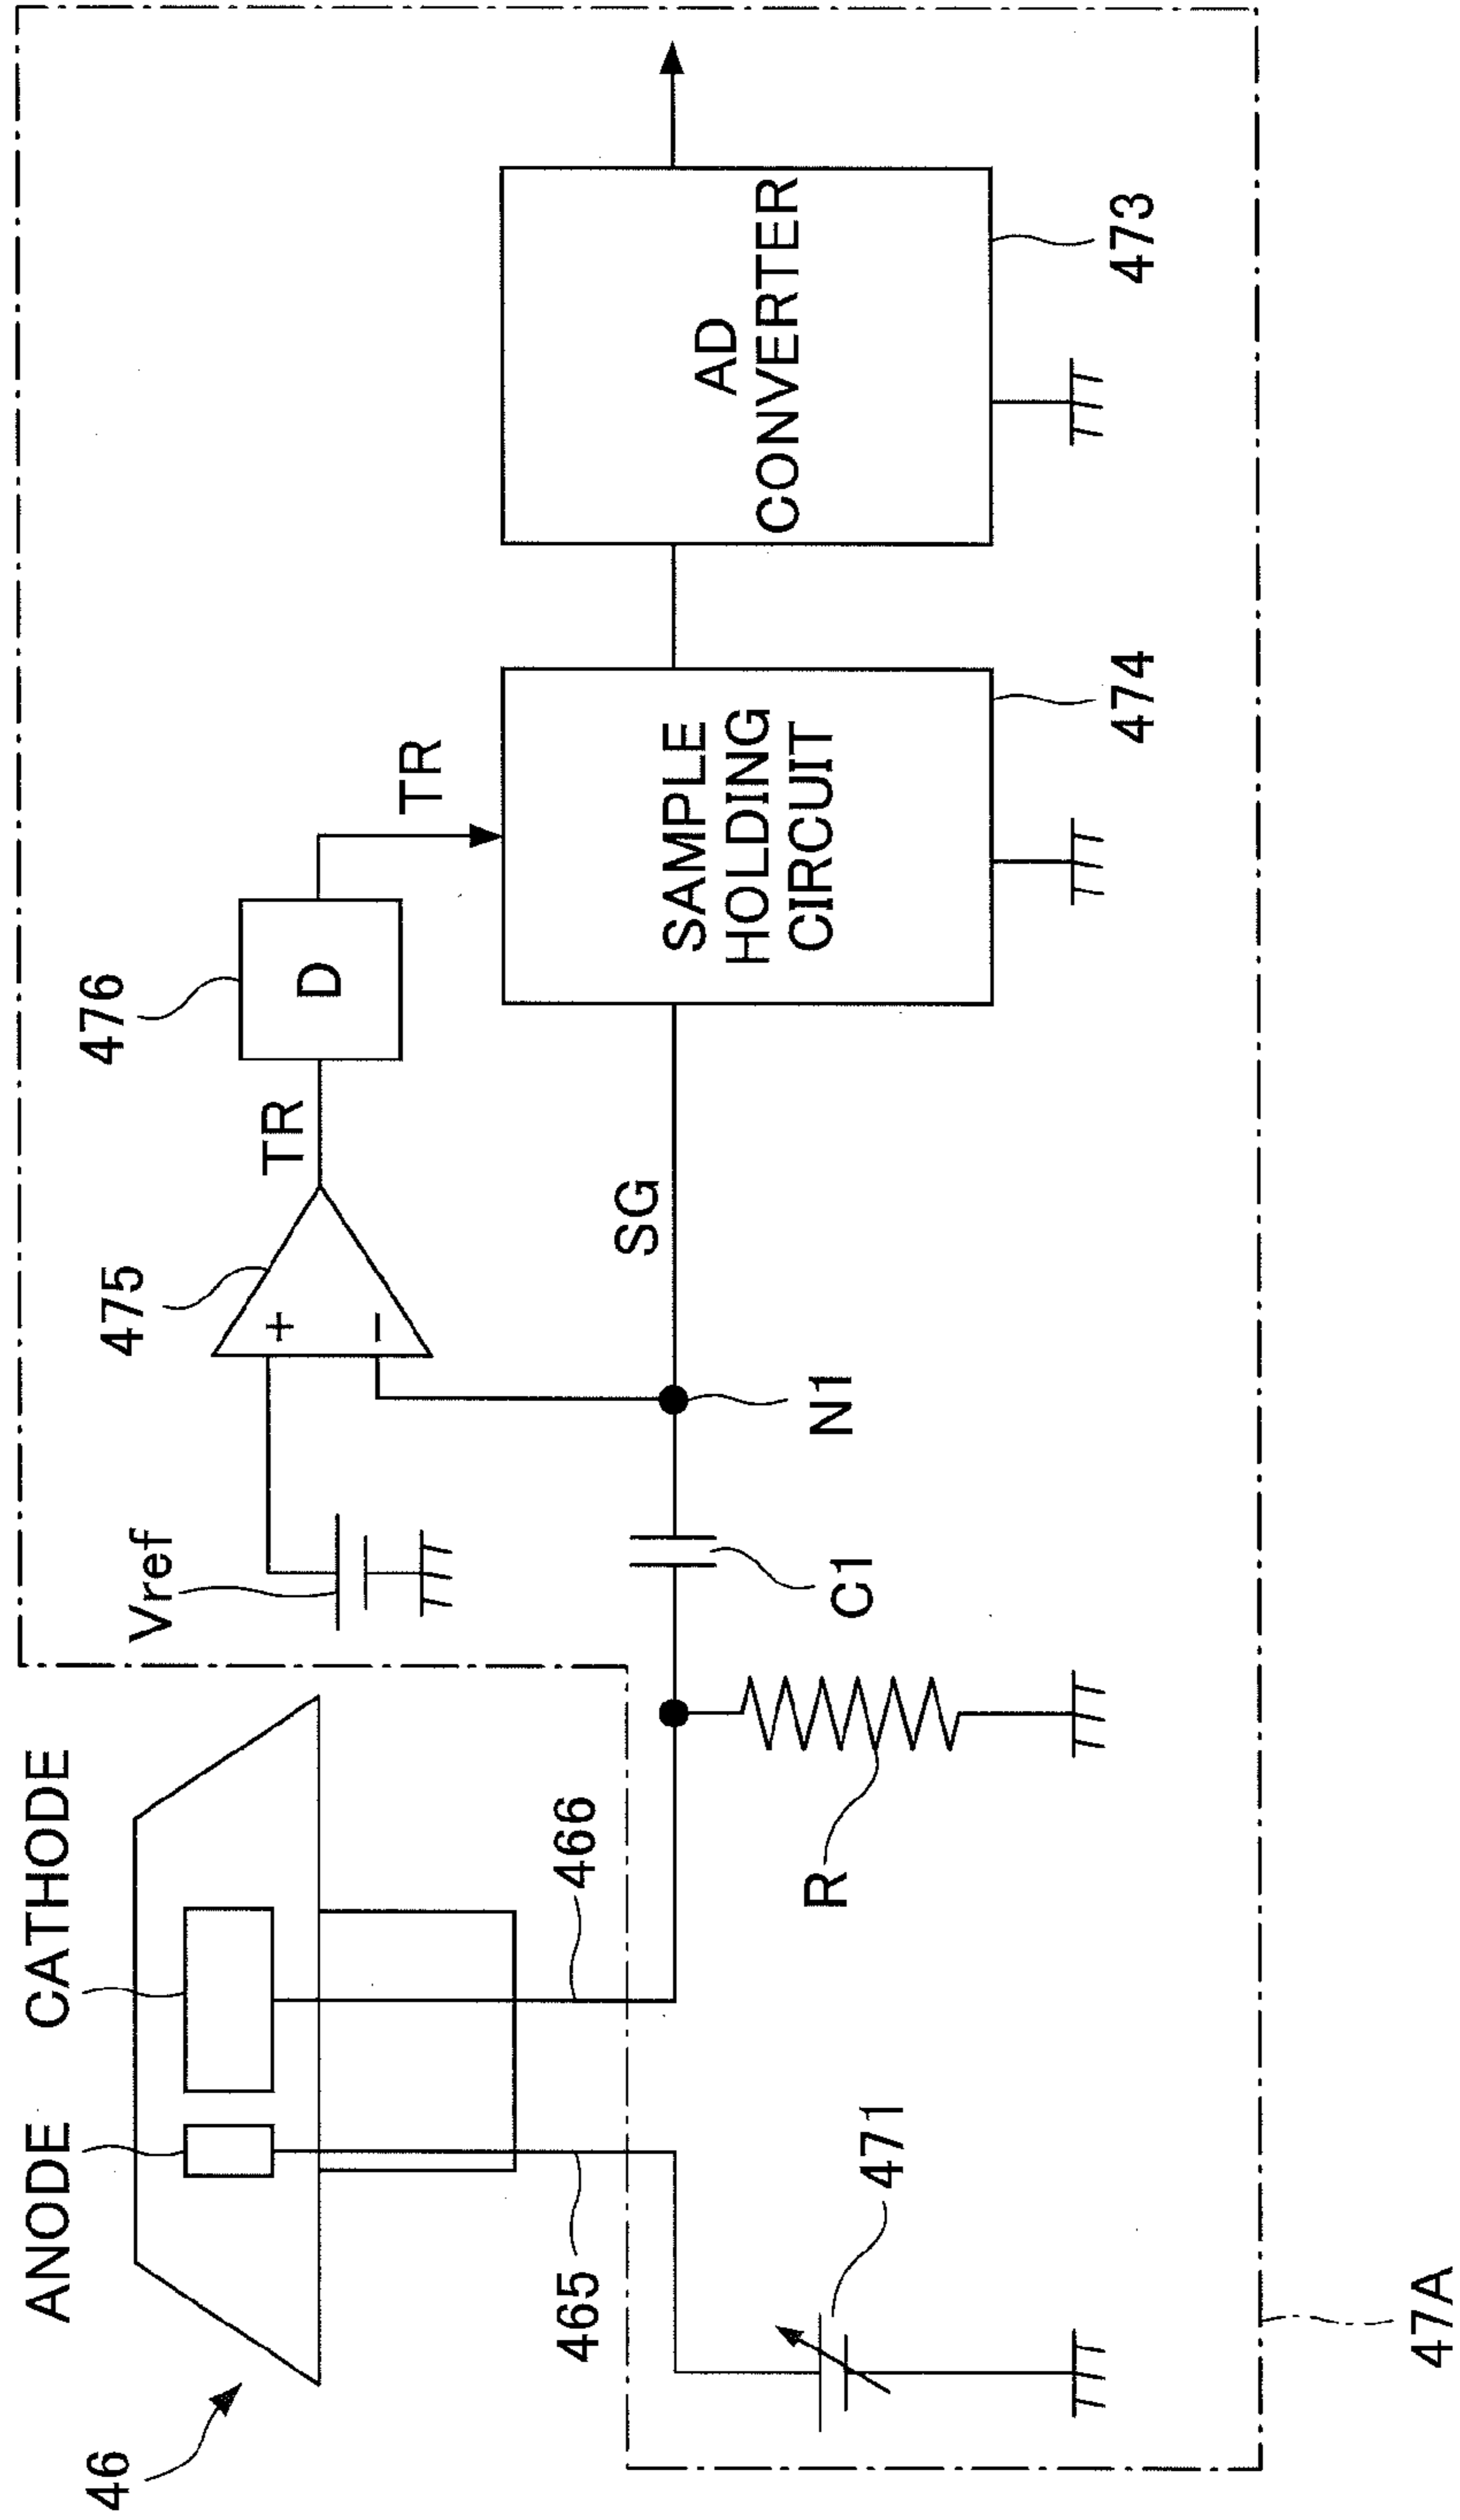 46
ANODE
CATHODE
465
466
471
47A
R
C1
N1
Vref
475
+
−
TR
476
D
TR
SG
SAMPLE
HOLDING
CIRCUIT
474
AD
CONVERTER
473